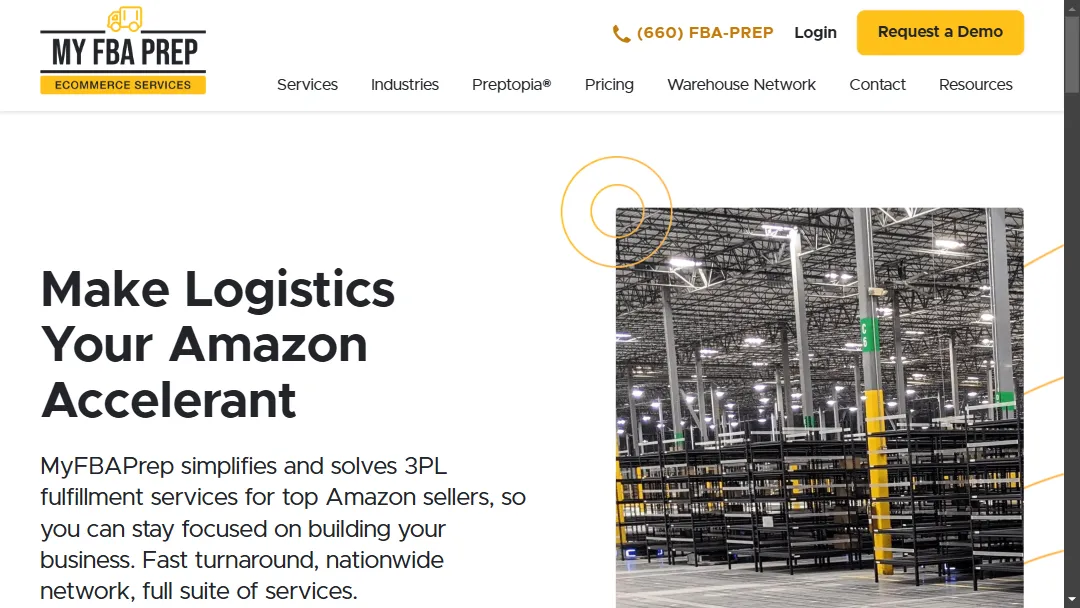 MY FBA PREP
ECOMMERCE SERVICES
(660) FBA-PREP
Login
Request a Demo
Services
Industries
Preptopia®
Pricing
Warehouse Network
Contact
Resources
Make Logistics
Your Amazon
Accelerant
MyFBAPrep simplifies and solves 3PL
fulfillment services for top Amazon sellers, so
you can stay focused on building your
business. Fast turnaround, nationwide
network, full suite of services.